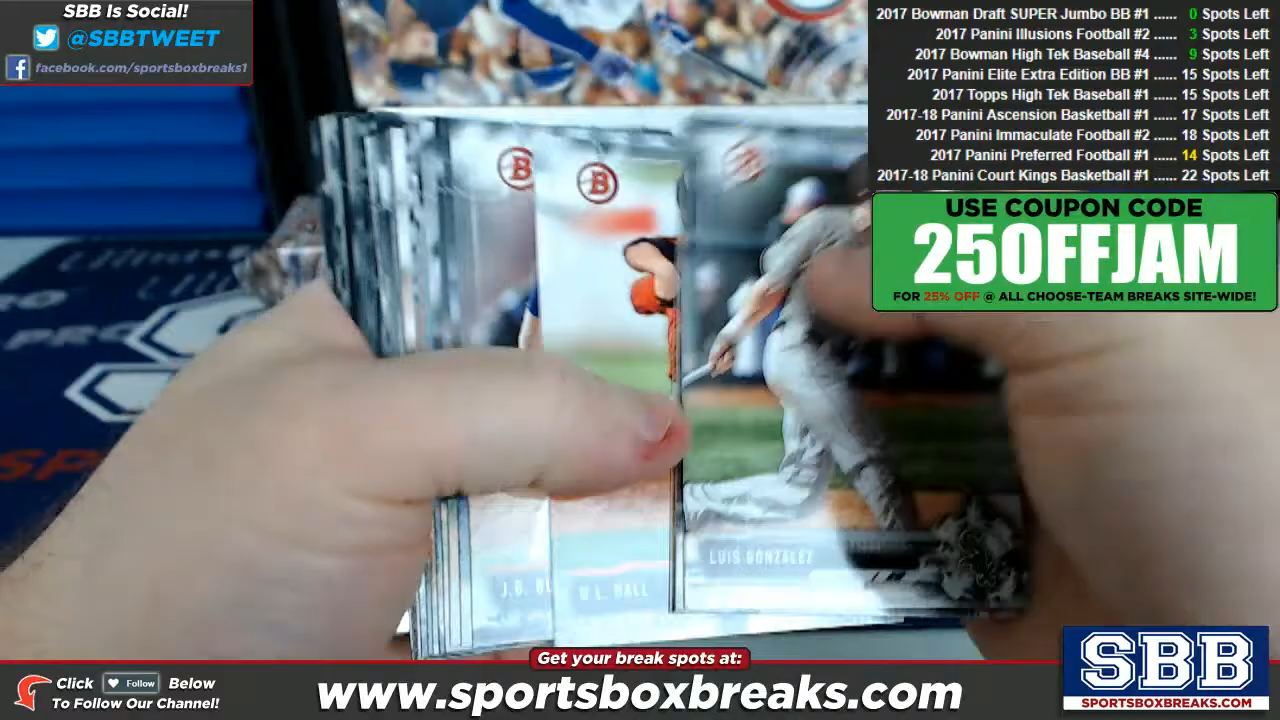 SBB Is Social!
@SBBTWEET
facebook.com/sportsboxbreaks1
2017 Bowman Draft SUPER Jumbo BB #1 ...... 0 Spots Left
2017 Panini Illusions Football #2 ...... 3 Spots Left
2017 Bowman High Tek Baseball #4 ...... 9 Spots Left
2017 Panini Elite Extra Edition BB #1 ...... 15 Spots Left
2017 Topps High Tek Baseball #1 ...... 15 Spots Left
2017-18 Panini Ascension Basketball #1 ...... 17 Spots Left
2017 Panini Immaculate Football #2 ...... 18 Spots Left
2017 Panini Preferred Football #1 ...... 14 Spots Left
2017-18 Panini Court Kings Basketball #1 ...... 22 Spots Left
USE COUPON CODE
25OFFJAM
FOR 25% OFF @ ALL CHOOSE-TEAM BREAKS SITE-WIDE!
B
B
PRO
SP
J.B. BU
D.L. HALL
LUIS GONZALEZ
Get your break spots at:
Click Follow Below
To Follow Our Channel!
www.sportsboxbreaks.com
SBB
SPORTSBOXBREAKS.COM